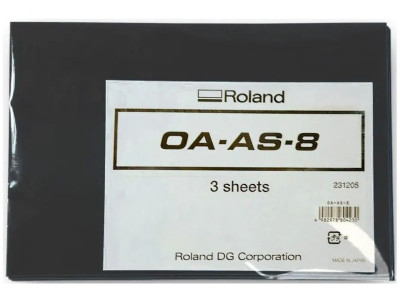 Roland
OA-AS-8
3 sheets
231205
OA-AS-8
Roland DG Corporation
MADE IN JAPAN